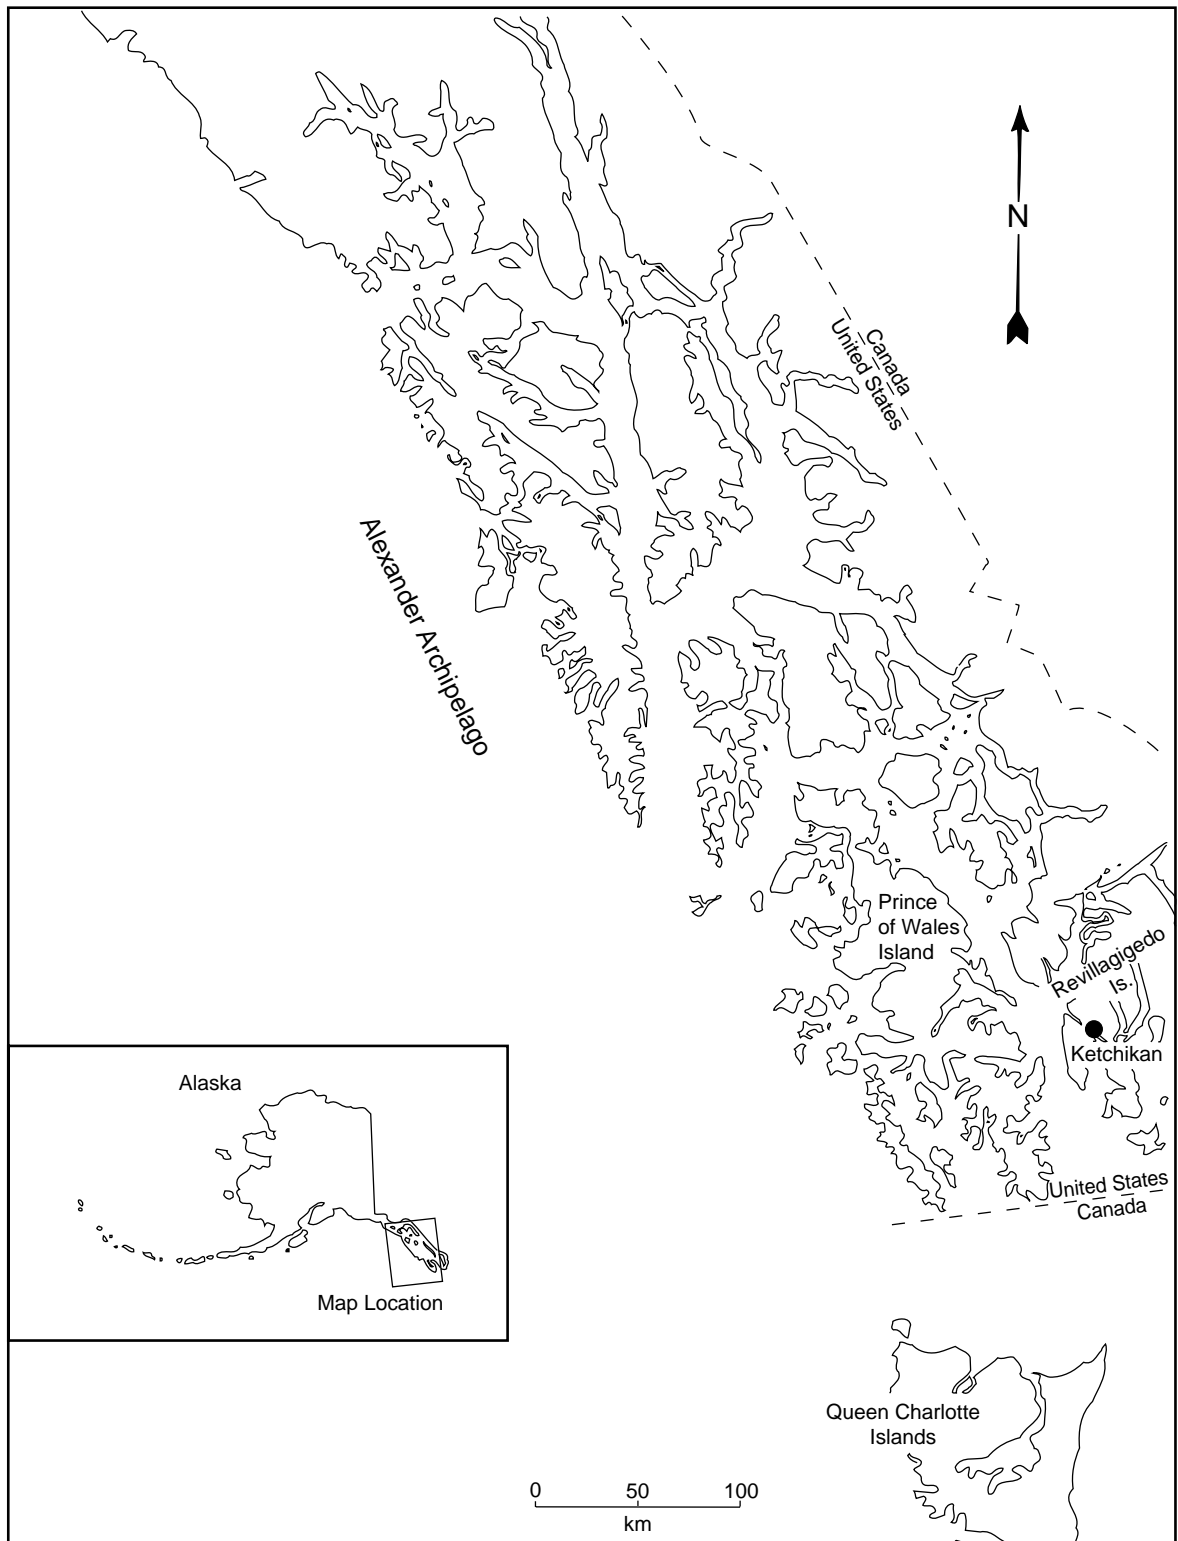 N
Canada
United States
Alexander Archipelago
Prince
of Wales
Island
Revillagigedo
Is.
Ketchikan
Alaska
Map Location
United States
Canada
Queen Charlotte
Islands
0 50 100
km